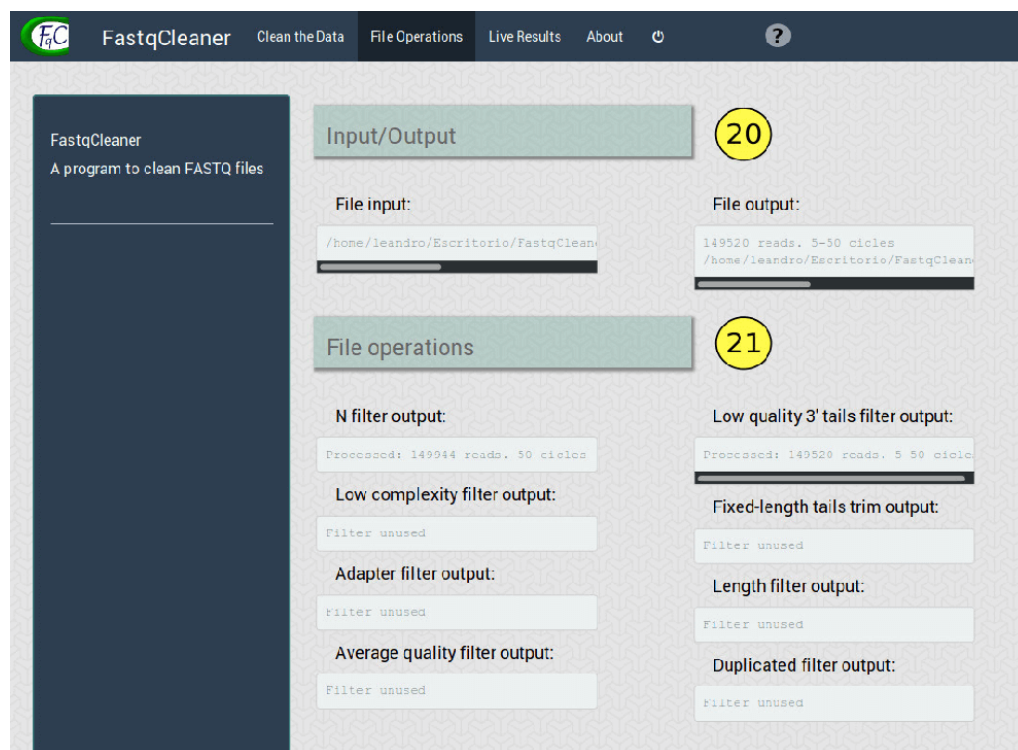 FqC FastqCleaner Clean the Data File Operations Live Results About ?
FastqCleaner
A program to clean FASTQ files
Input/Output 20
File input:
/home/leandro/Escritorio/FastqClean
File output:
149520 reads. 5-50 cicles
/home/leandro/Escritorio/FastqClean
File operations 21
N filter output:
Processed: 149944 reads. 50 cicles
Low complexity filter output:
Filter unused
Adapter filter output:
Filter unused
Average quality filter output:
Filter unused
Low quality 3' tails filter output:
Processed: 149520 reads. 5 50 cicle
Fixed-length tails trim output:
Filter unused
Length filter output:
Filter unused
Duplicated filter output:
Filter unused